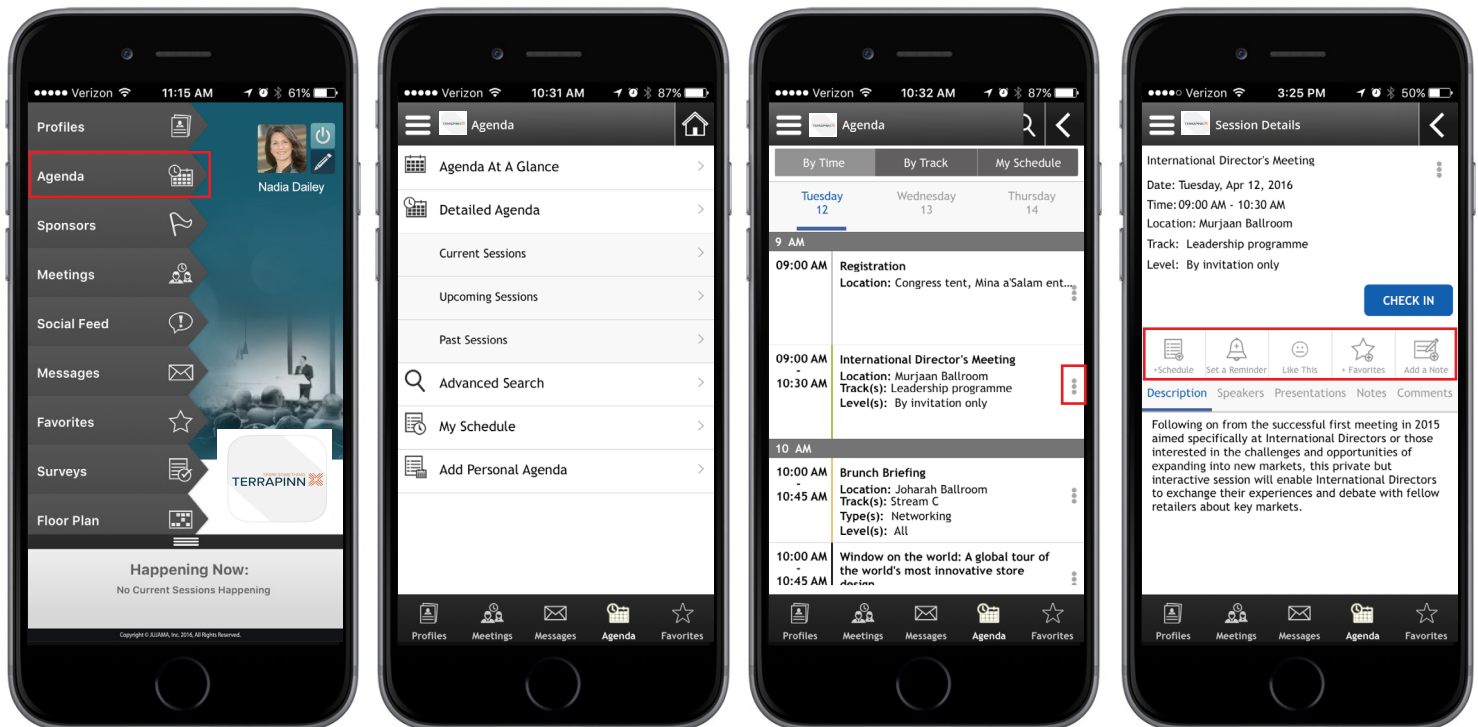 ●●●●● Verizon 11:15 AM 61%
Profiles
Agenda
Nadia Dailey
Sponsors
Meetings
Social Feed
Messages
Favorites
Surveys
TERRAPINN
Floor Plan
Happening Now:
No Current Sessions Happening
Copyright © JUJAMA, Inc. 2016, All Rights Reserved.
●●●●● Verizon 10:31 AM 87%
TERRAPINN Agenda
Agenda At A Glance
Detailed Agenda
Current Sessions
Upcoming Sessions
Past Sessions
Advanced Search
My Schedule
Add Personal Agenda
Profiles Meetings Messages Agenda Favorites
●●●●● Verizon 10:32 AM 87%
TERRAPINN Agenda
By Time By Track My Schedule
Tuesday Wednesday Thursday
12 13 14
9 AM
09:00 AM Registration
Location: Congress tent, Mina a'Salam ent...
09:00 AM International Director's Meeting
- Location: Murjaan Ballroom
10:30 AM Track(s): Leadership programme
Level(s): By invitation only
10 AM
10:00 AM Brunch Briefing
- Location: Joharah Ballroom
10:45 AM Track(s): Stream C
Type(s): Networking
Level(s): All
10:00 AM Window on the world: A global tour of
- the world's most innovative store
10:45 AM design
Profiles Meetings Messages Agenda Favorites
●●●●○ Verizon 3:25 PM 50%
TERRAPINN Session Details
International Director's Meeting
Date: Tuesday, Apr 12, 2016
Time: 09:00 AM - 10:30 AM
Location: Murjaan Ballroom
Track: Leadership programme
Level: By invitation only
CHECK IN
+Schedule Set a Reminder Like This + Favorites Add a Note
Description Speakers Presentations Notes Comments
Following on from the successful first meeting in 2015
aimed specifically at International Directors or those
interested in the challenges and opportunities of
expanding into new markets, this private but
interactive session will enable International Directors
to exchange their experiences and debate with fellow
retailers about key markets.
Profiles Meetings Messages Agenda Favorites